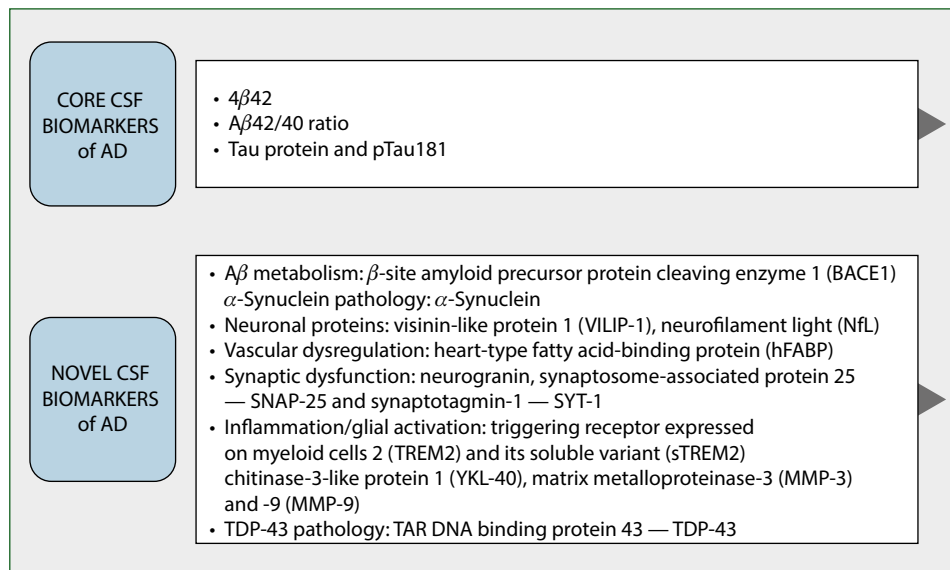 CORE CSF
BIOMARKERS
of AD
• 4β42
• Aβ42/40 ratio
• Tau protein and pTau181
NOVEL CSF
BIOMARKERS
of AD
• Aβ metabolism: β-site amyloid precursor protein cleaving enzyme 1 (BACE1)
α-Synuclein pathology: α-Synuclein
• Neuronal proteins: visinin-like protein 1 (VILIP-1), neurofilament light (NfL)
• Vascular dysregulation: heart-type fatty acid-binding protein (hFABP)
• Synaptic dysfunction: neurogranin, synaptosome-associated protein 25
— SNAP-25 and synaptotagmin-1 — SYT-1
• Inflammation/glial activation: triggering receptor expressed
on myeloid cells 2 (TREM2) and its soluble variant (sTREM2)
chitinase-3-like protein 1 (YKL-40), matrix metalloproteinase-3 (MMP-3)
and -9 (MMP-9)
• TDP-43 pathology: TAR DNA binding protein 43 — TDP-43